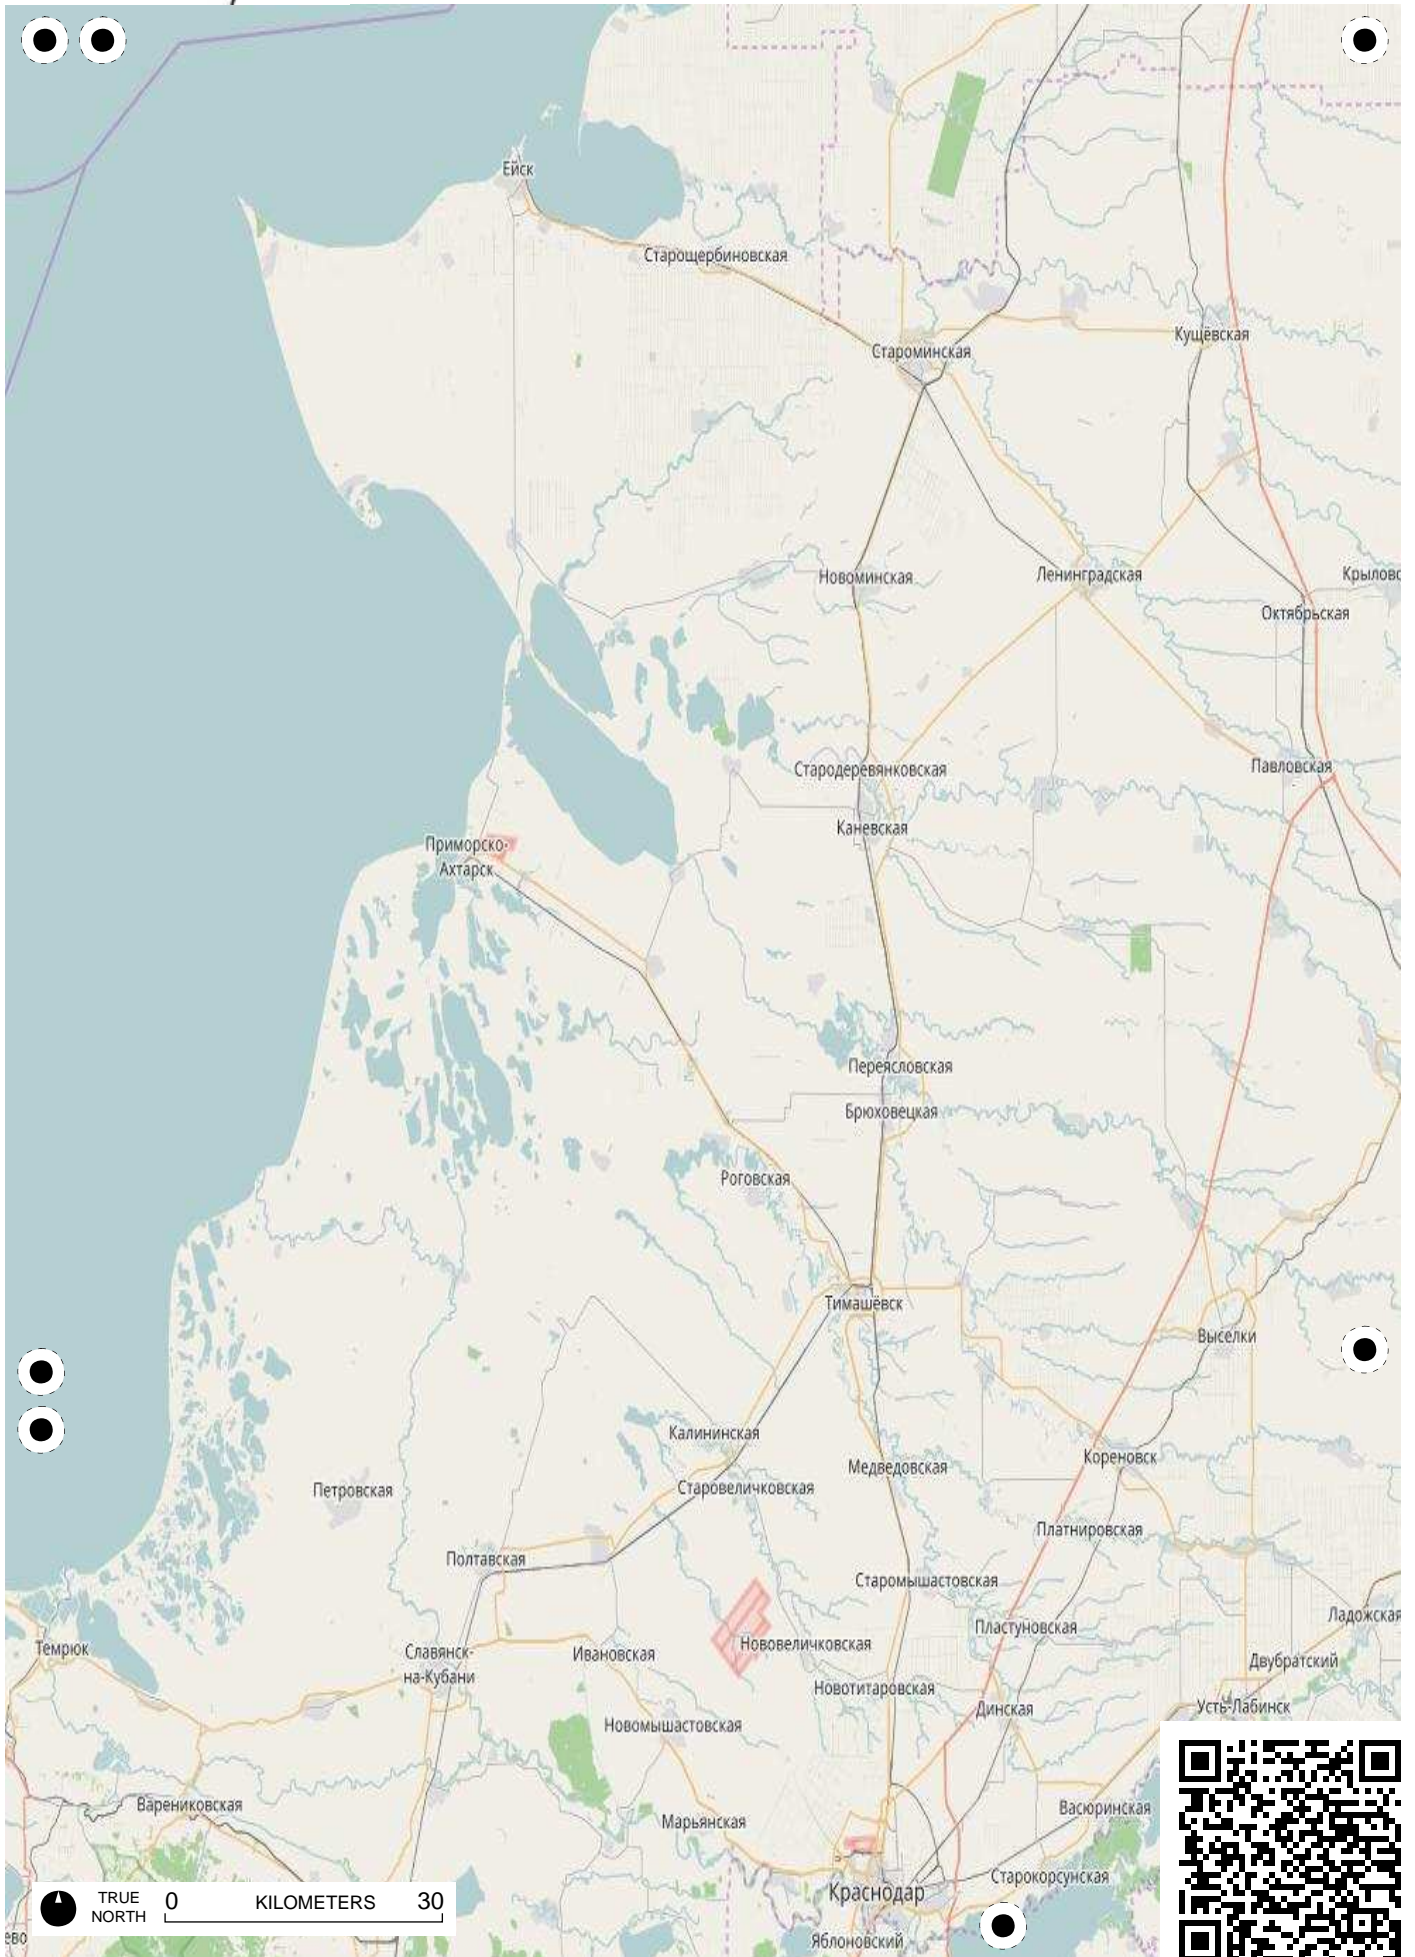 Ейск
Старощербиновская
Кущёвская
Староминская
Новоминская
Ленинградская
Октябрьская
Стародеревянковская
Павловская
Каневская
Приморско-
Ахтарск
Переясловская
Брюховецкая
Роговская
Тимашёвск
Выселки
Калининская
Кореновск
Медведовская
Старовеличковская
Петровская
Платнировская
Полтавская
Старомышастовская
Ладожская
Пластуновская
Нововеличковская
Темрюк
Славянск-
на-Кубани
Ивановская
Двубратский
Новотитаровская
Усть-Лабинск
Динская
Новомышастовская
Варениковская
Васюринская
Марьянская
Старокорсунская
Краснодар
Яблоновский
TRUE
NORTH
0 KILOMETERS 30